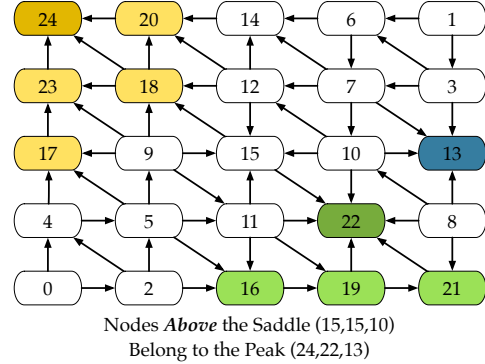 24 20 14 6 1
23 18 12 7 3
17 9 15 10 13
4 5 11 22 8
0 2 16 19 21
Nodes Above the Saddle (15,15,10)
Belong to the Peak (24,22,13)